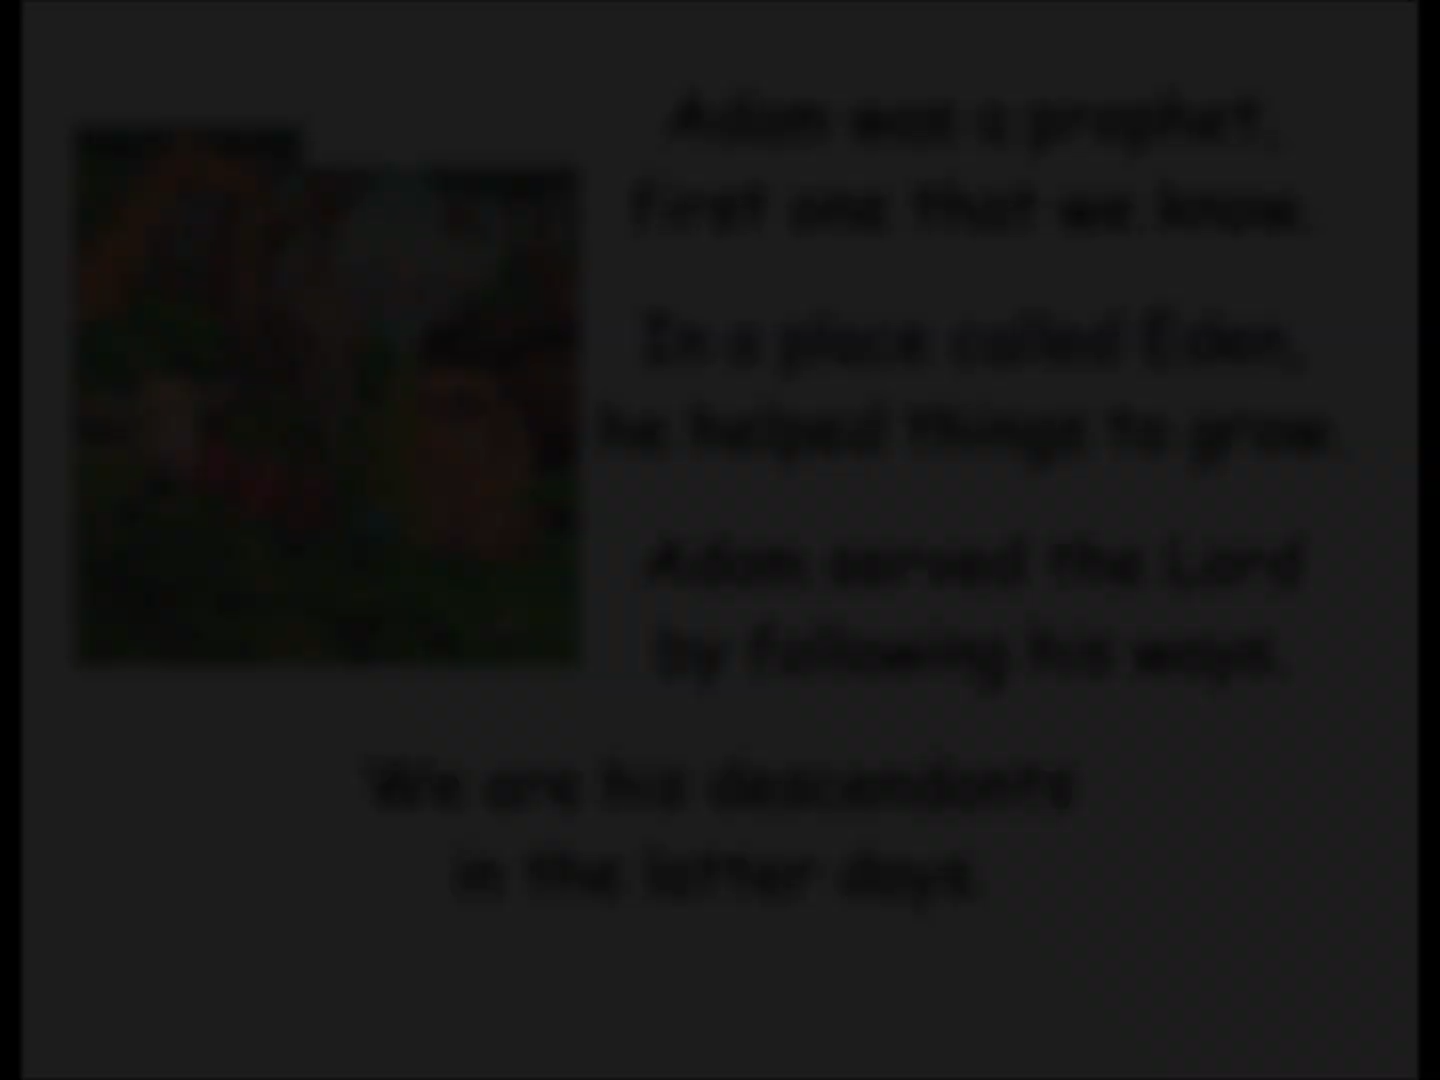 Adam was a prophet,
first one that we know.
In a place called Eden,
he helped things to grow.
Adam served the Lord
by following his ways.
We are his descendants
in the latter days.